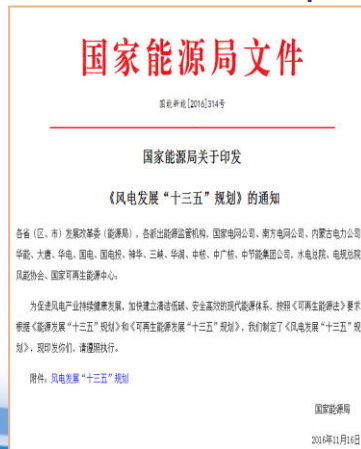 国家能源局文件
国能新能[2016]314号
国家能源局关于印发
《风电发展“十三五”规划》的通知
各省（区、市）发展改革委（能源局），各派出能源监管机构，国家电网公司、南方电网公司、内蒙古电力公司
华能、大唐、华电、国电、国电投、神华、三峡、华润、中核、中广核、中节能集团公司，水电总院、电规总院
风能协会、国家可再生能源中心：
为促进风电产业持续健康发展，加快建立清洁低碳、安全高效的现代能源体系，按照《可再生能源法》要求
根据《能源发展“十三五”规划》和《可再生能源发展“十三五”规划》，我们制定了《风电发展“十三五”规
划》，现印发你们，请遵照执行。
附件：风电发展“十三五”规划
国家能源局
2016年11月16日